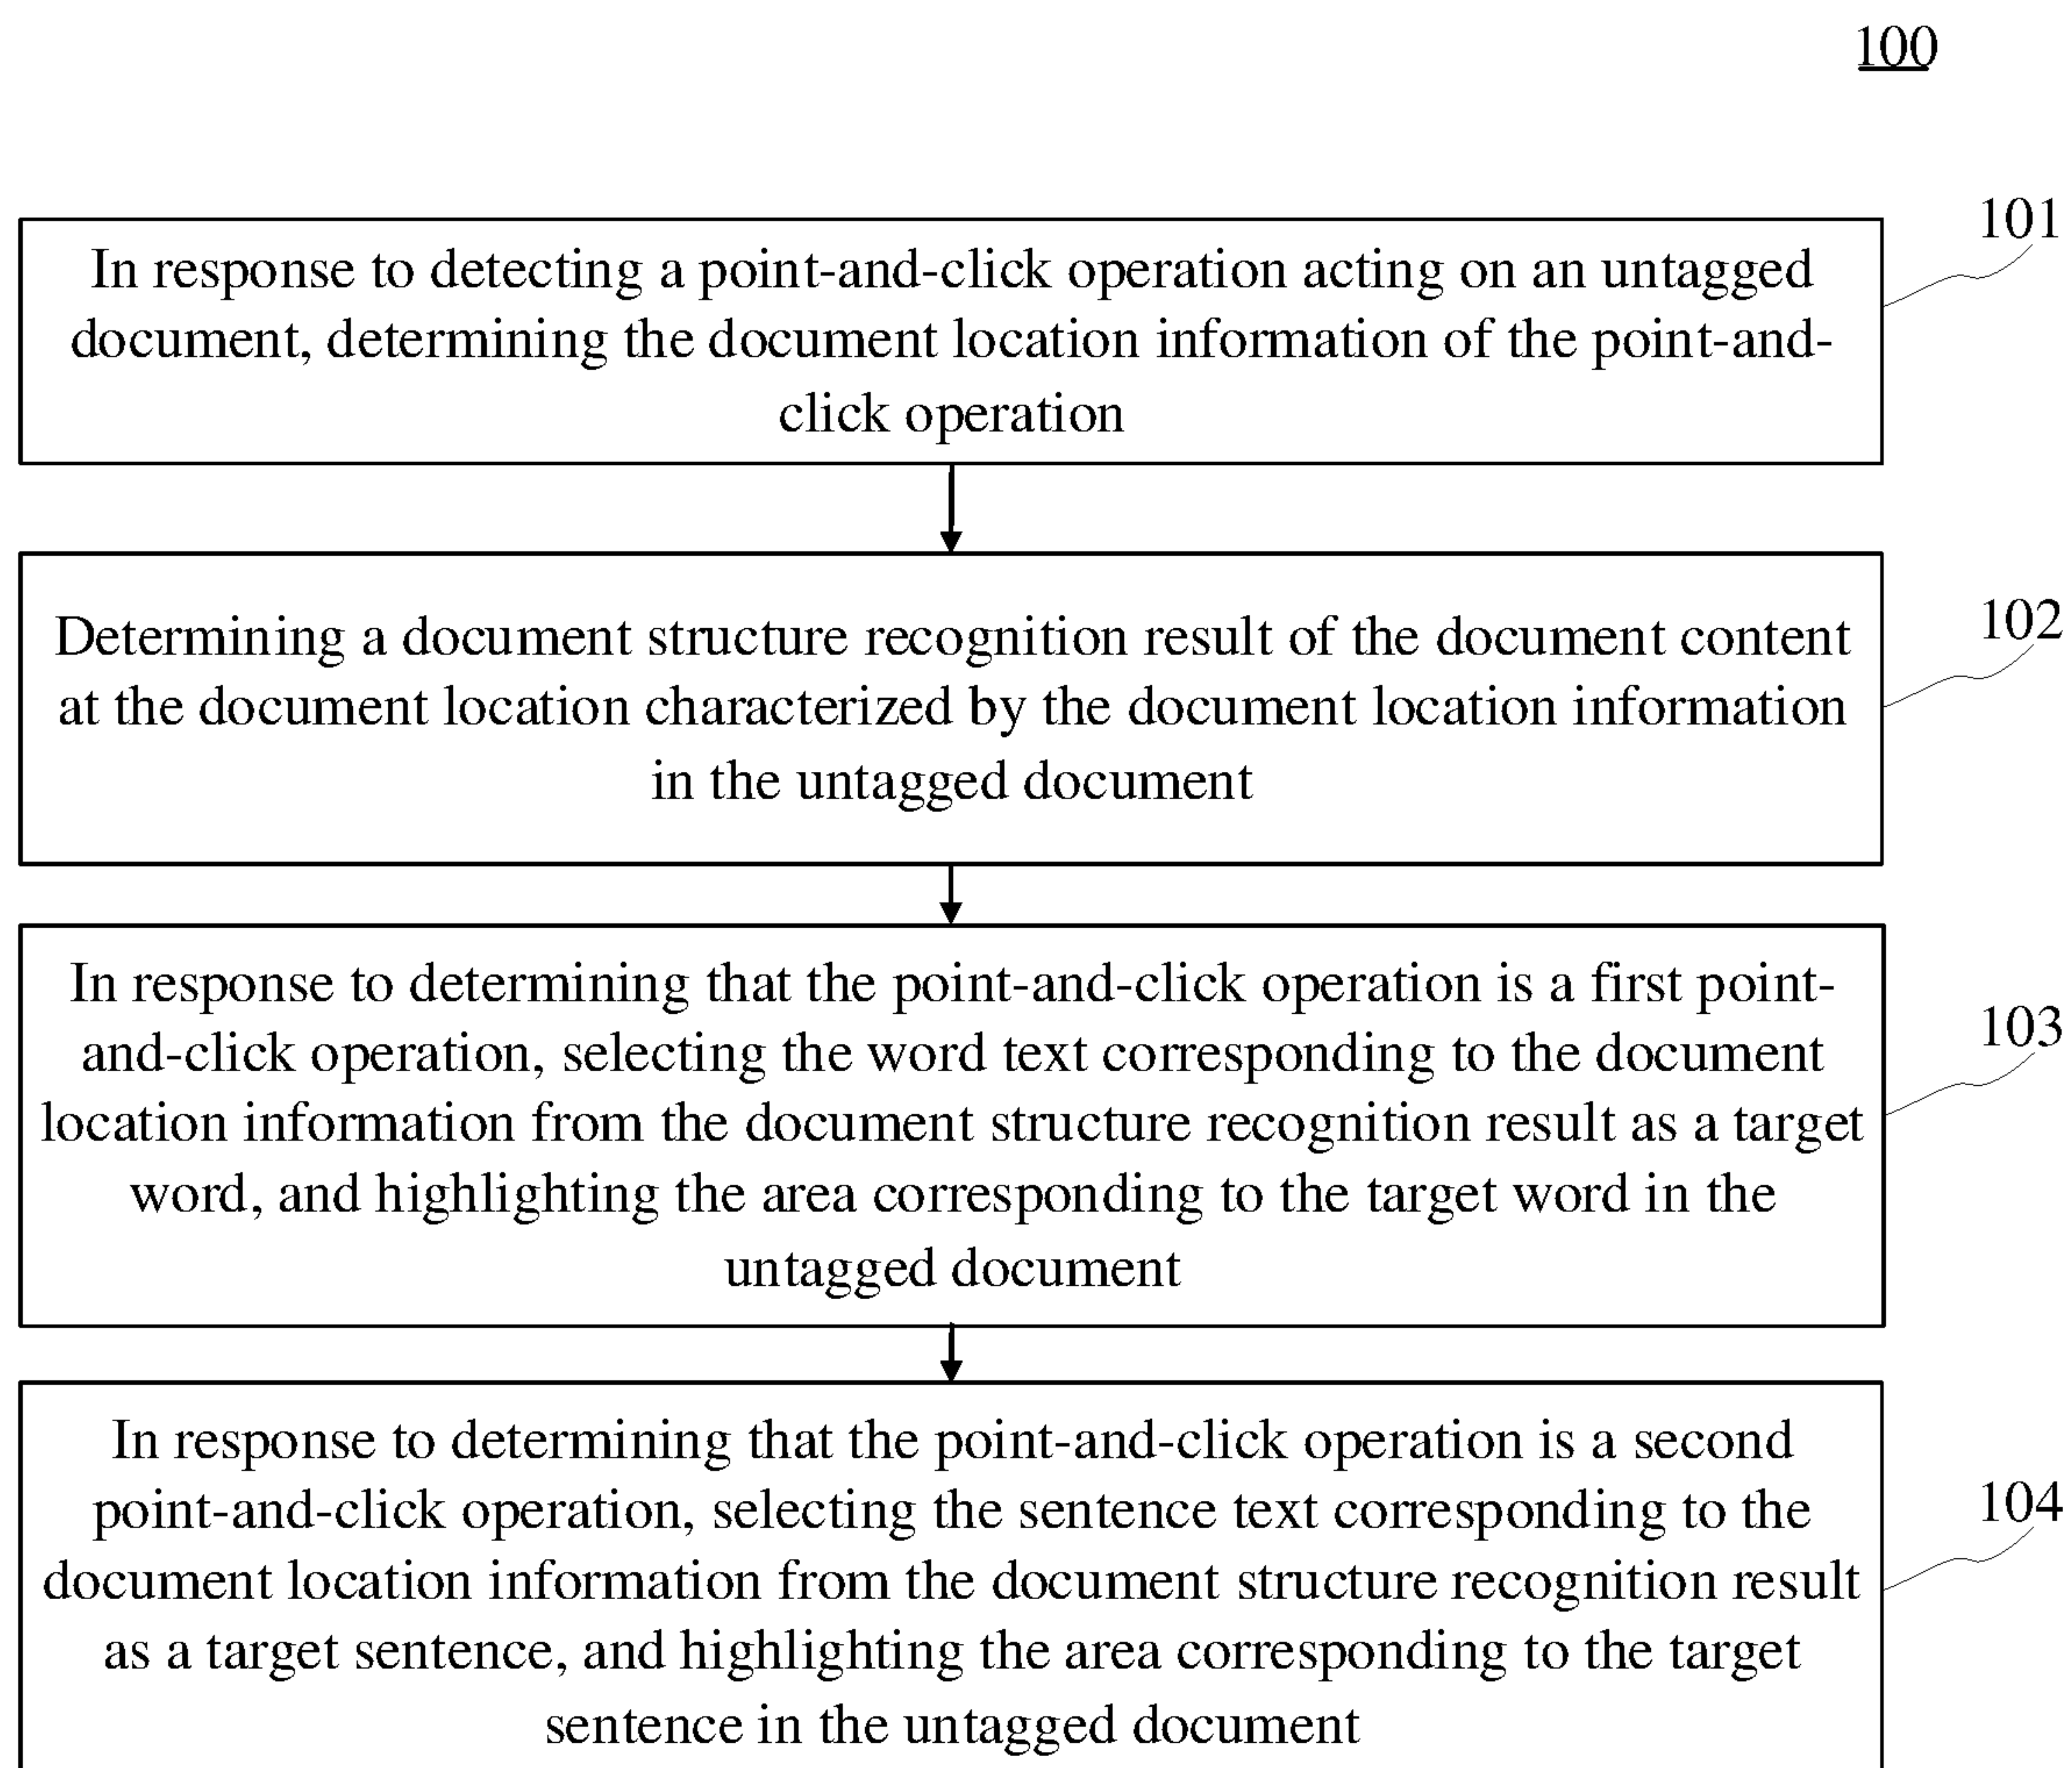 100
101
In response to detecting a point-and-click operation acting on an untagged
document, determining the document location information of the point-and-
click operation
102
Determining a document structure recognition result of the document content
at the document location characterized by the document location information
in the untagged document
103
In response to determining that the point-and-click operation is a first point-
and-click operation, selecting the word text corresponding to the document
location information from the document structure recognition result as a target
word, and highlighting the area corresponding to the target word in the
untagged document
104
In response to determining that the point-and-click operation is a second
point-and-click operation, selecting the sentence text corresponding to the
document location information from the document structure recognition result
as a target sentence, and highlighting the area corresponding to the target
sentence in the untagged document